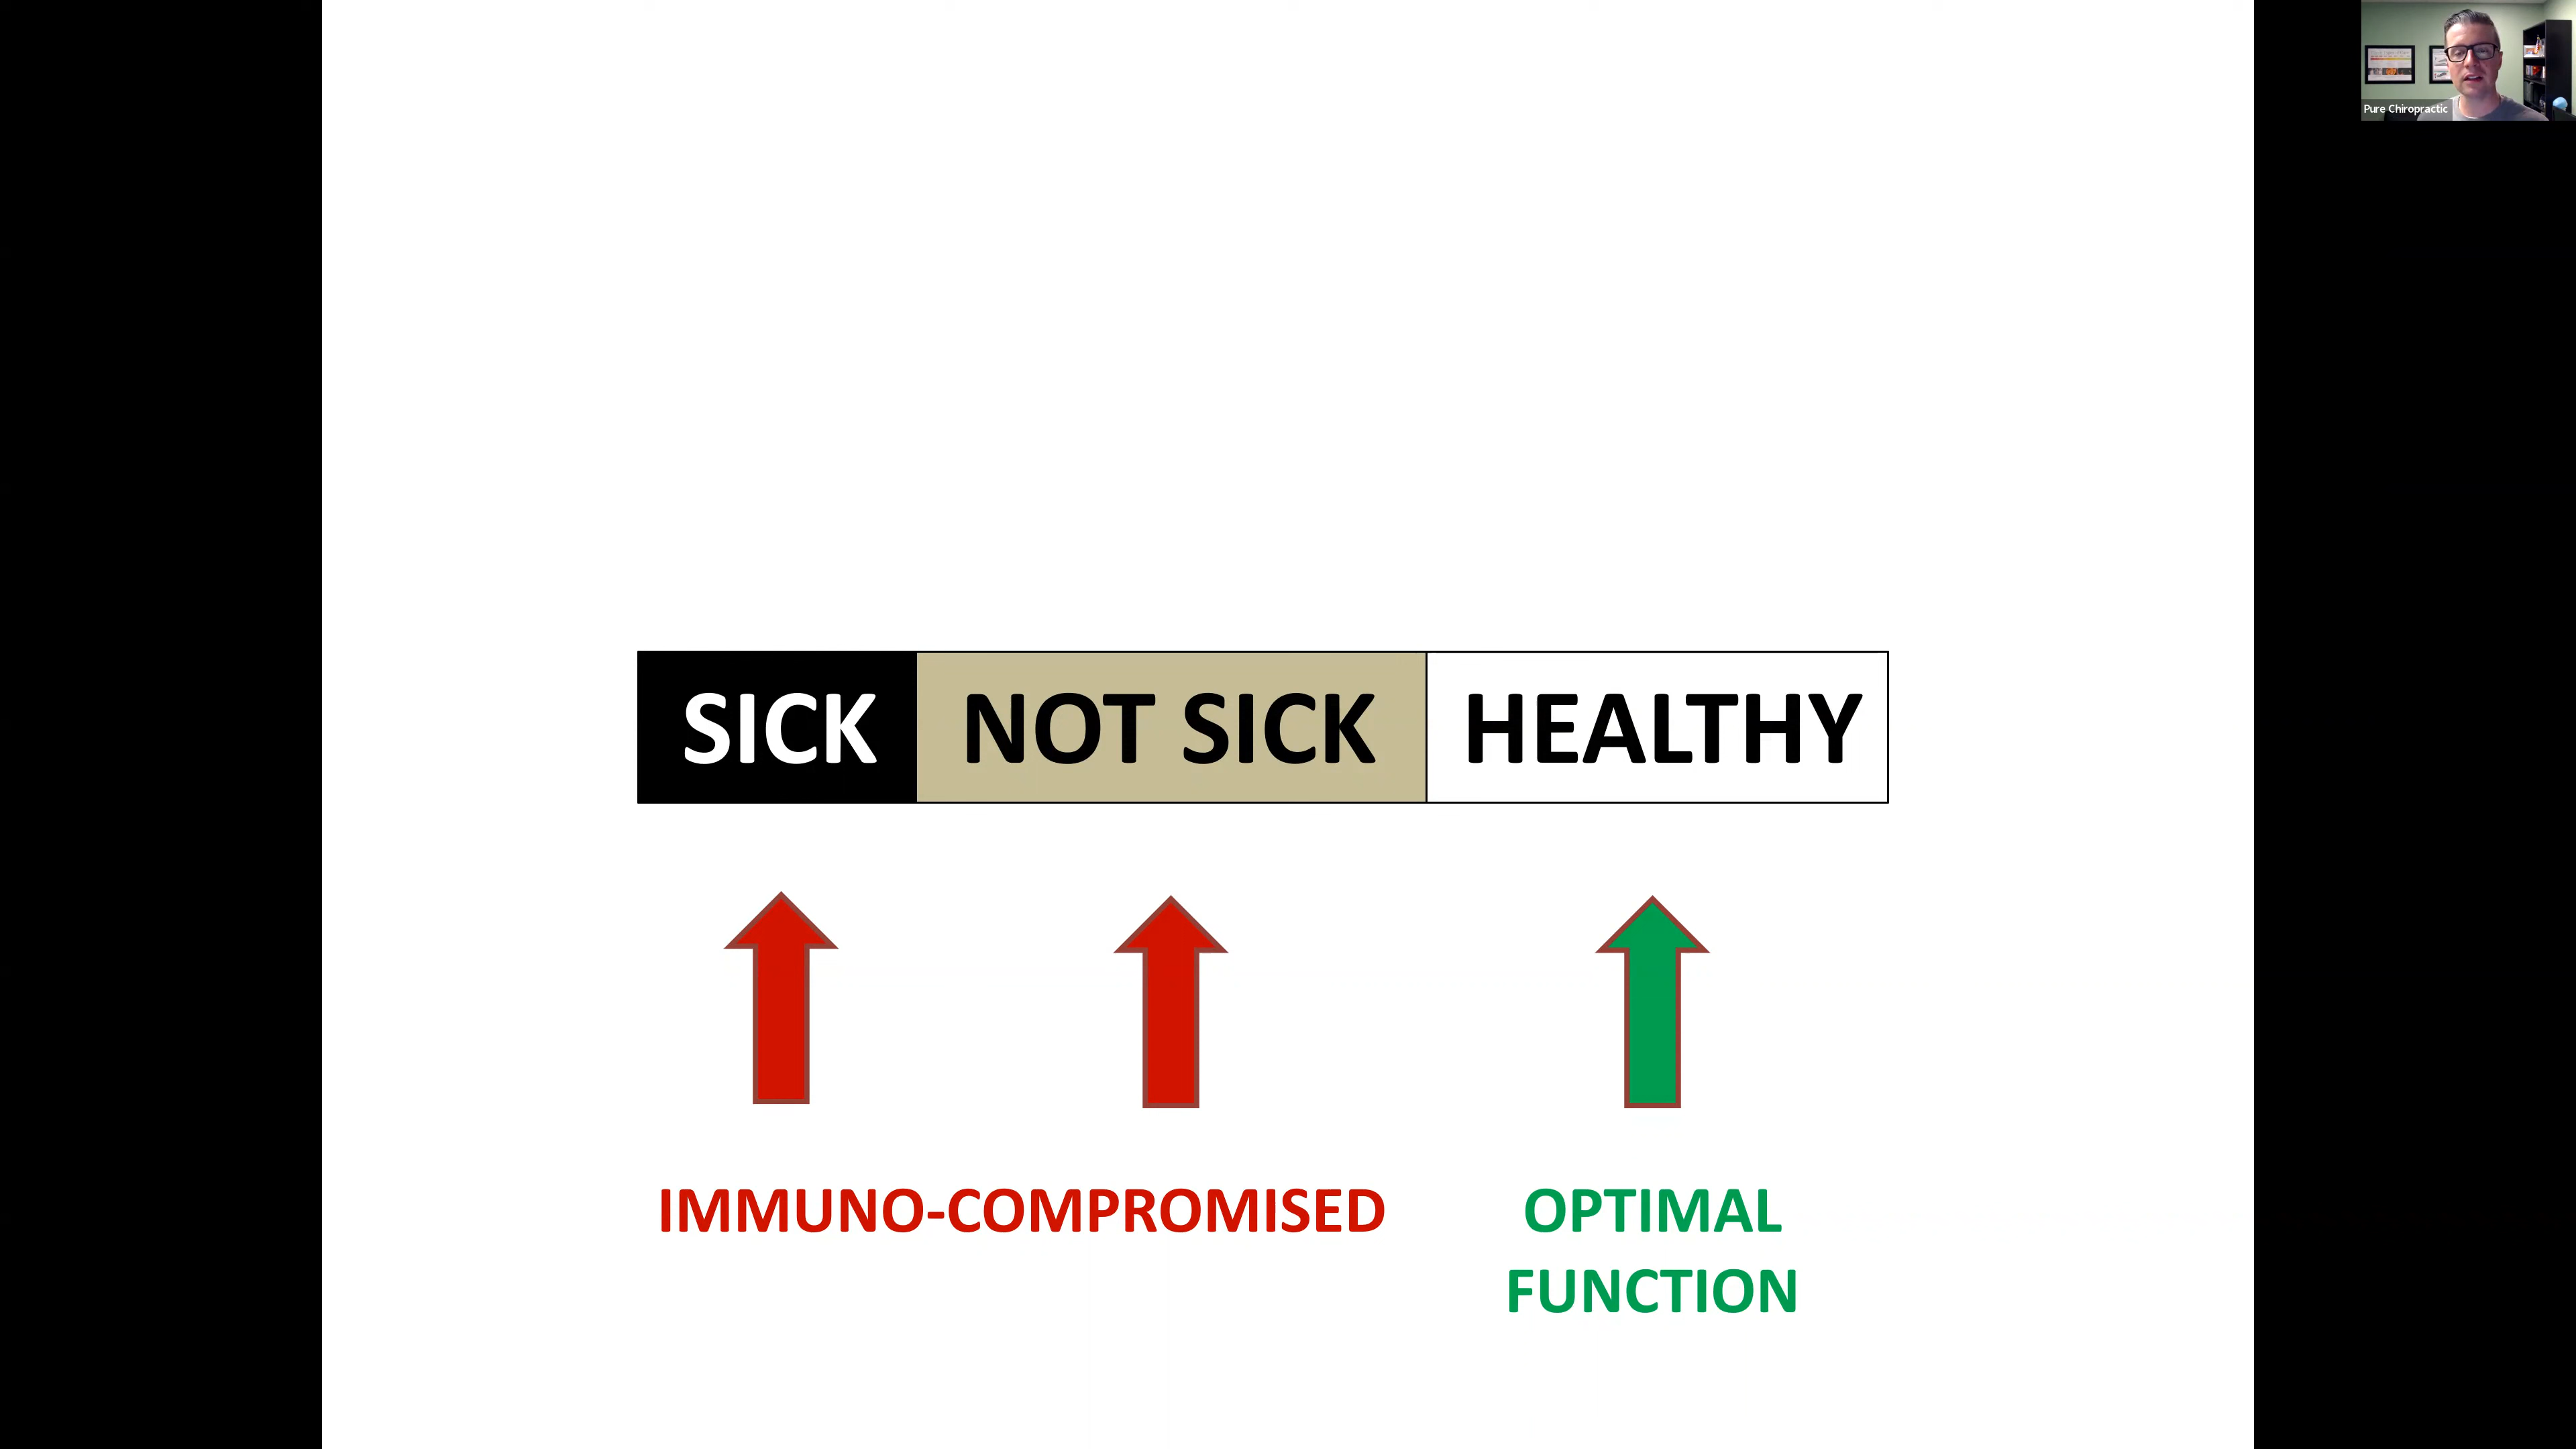 Pure Chiropractic
SICK NOT SICK HEALTHY
IMMUNO-COMPROMISED OPTIMAL
FUNCTION